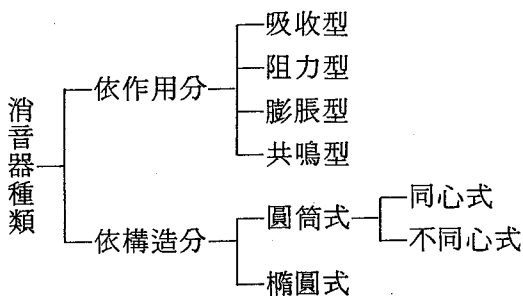 消音器種類
依作用分
吸收型
阻力型
膨脹型
共鳴型
依構造分
圓筒式
同心式
不同心式
橢圓式